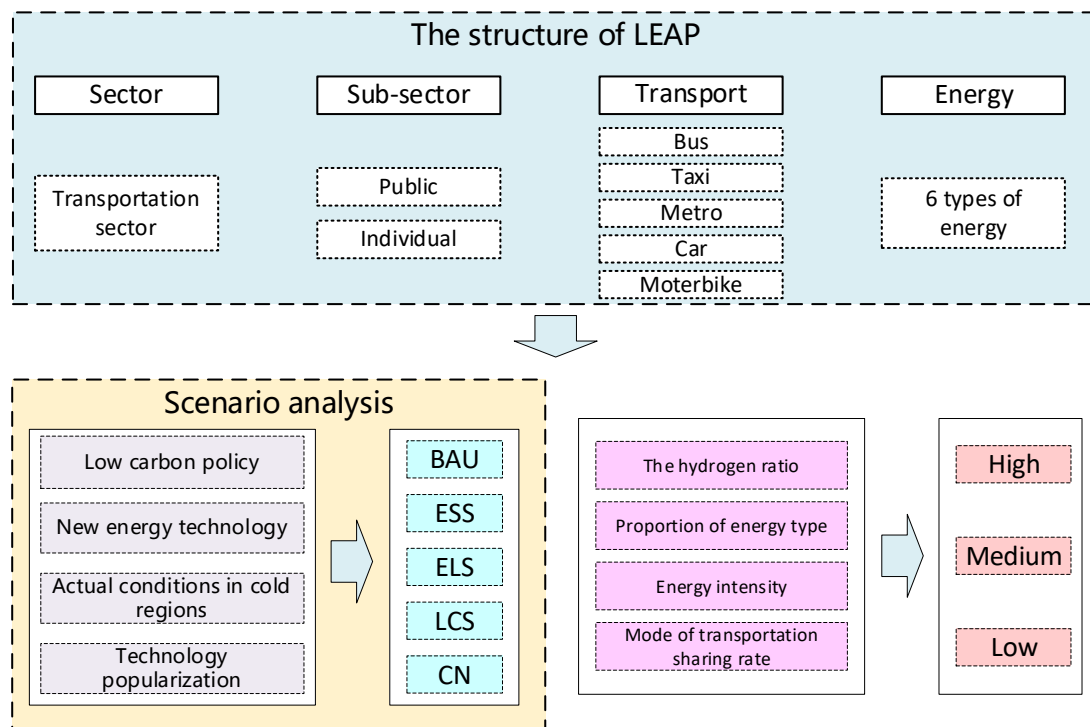 The structure of LEAP
Sector
Sub-sector
Transport
Energy
Transportation
sector
Public
Individual
Bus
Taxi
Metro
Car
Moterbike
6 types of
energy
Scenario analysis
Low carbon policy
New energy technology
Actual conditions in cold
regions
Technology
popularization
BAU
ESS
ELS
LCS
CN
The hydrogen ratio
Proportion of energy type
Energy intensity
Mode of transportation
sharing rate
High
Medium
Low